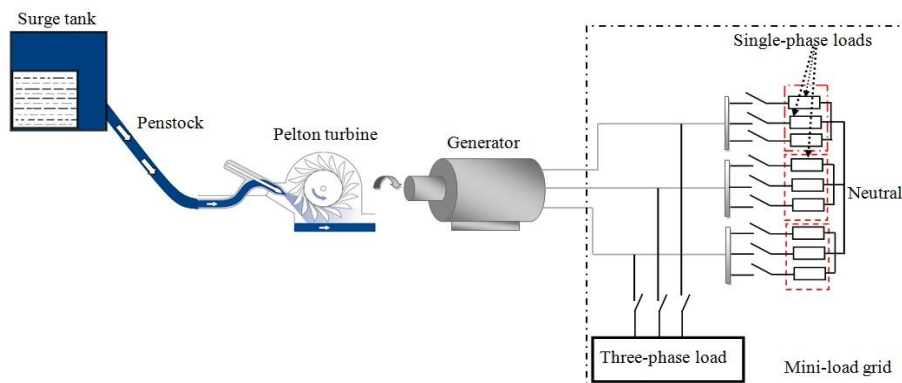 Surge tank
Penstock
Pelton turbine
Generator
Single-phase loads
Neutral
Three-phase load
Mini-load grid